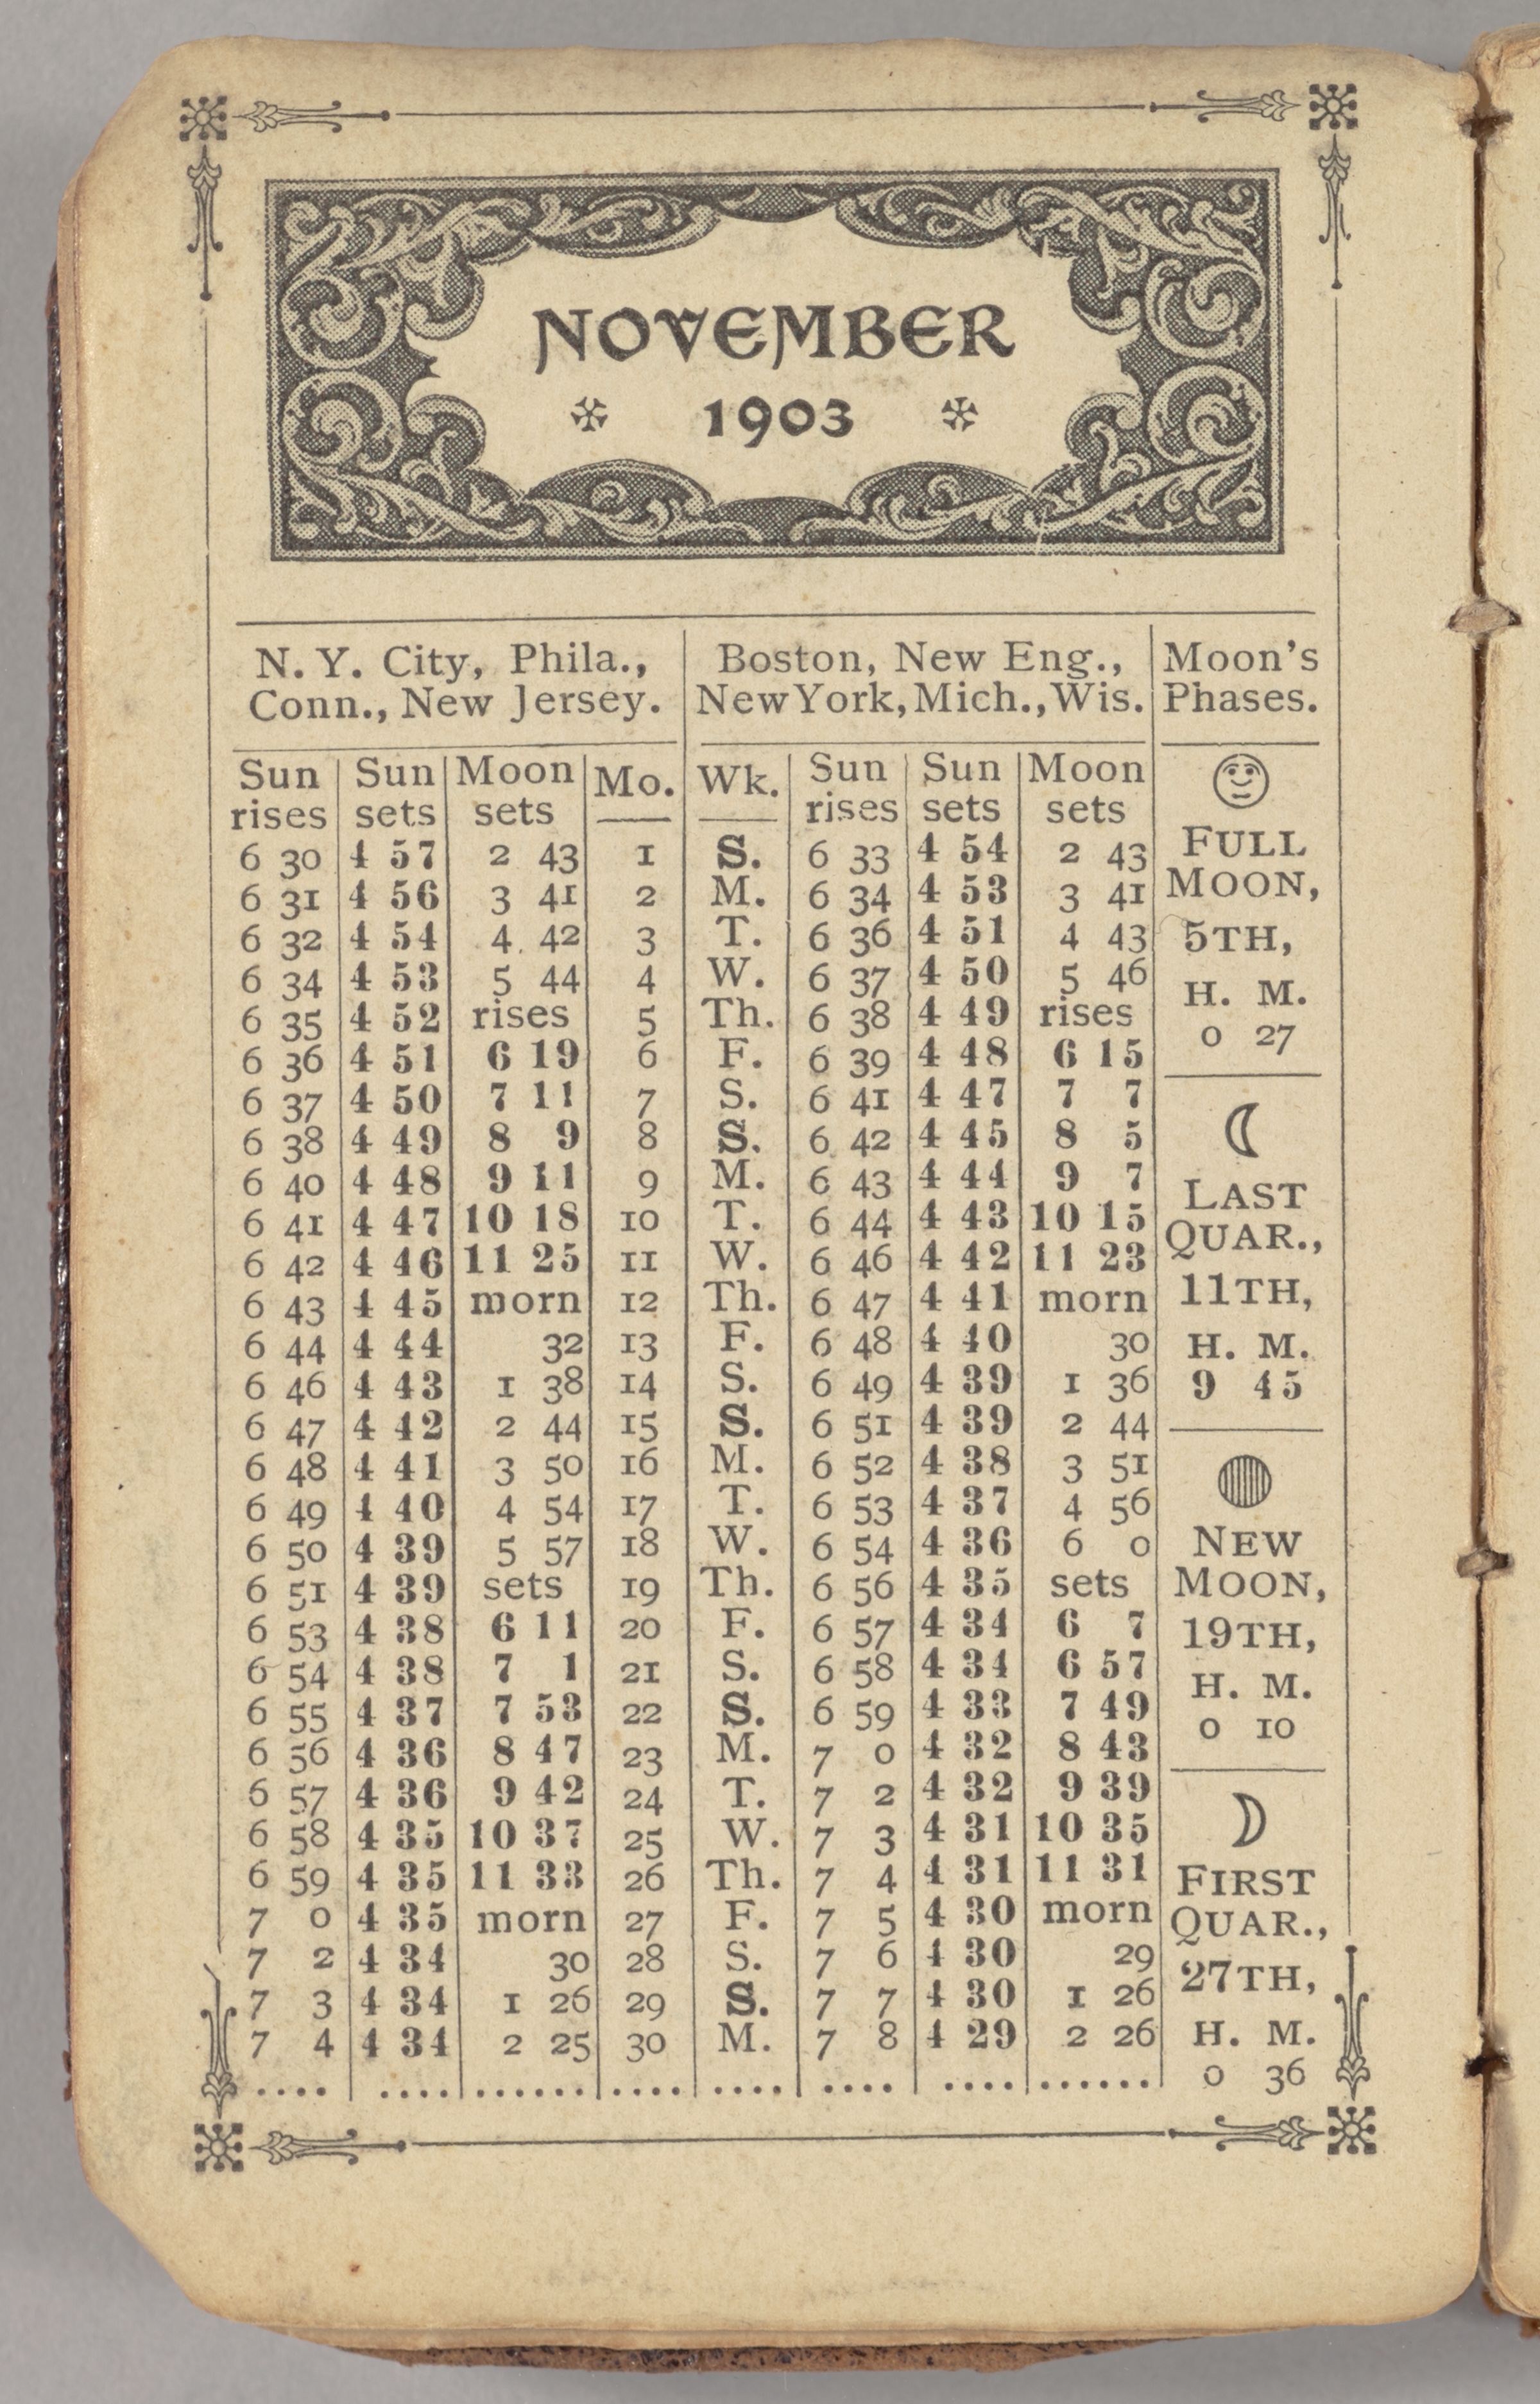 NOVEMBER
1903
N. Y. City, Phila., Boston, New Eng., Moon's
Conn., New Jersey. New York, Mich., Wis. Phases.
Sun Sun Moon Mo. Wk. Sun Sun Moon
rises sets sets rises sets sets
6 30 4 57 2 43 1 S. 6 33 4 54 2 43 FULL
6 31 4 56 3 41 2 M. 6 34 4 53 3 41 MOON,
6 32 4 54 4 42 3 T. 6 36 4 51 4 43 5TH,
6 34 4 53 5 44 4 W. 6 37 4 50 5 46 H. M.
6 35 4 52 rises 5 Th. 6 38 4 49 rises 0 27
6 36 4 51 6 19 6 F. 6 39 4 48 6 15
6 37 4 50 7 11 7 S. 6 41 4 47 7 7
6 38 4 49 8 9 8 S. 6 42 4 45 8 5
6 40 4 48 9 11 9 M. 6 43 4 44 9 7 LAST
6 41 4 47 10 18 10 T. 6 44 4 43 10 15 QUAR.,
6 42 4 46 11 25 11 W. 6 46 4 42 11 23
6 43 4 45 morn 12 Th. 6 47 4 41 morn 11TH,
6 44 4 44 32 13 F. 6 48 4 40 30 H. M.
6 46 4 43 1 38 14 S. 6 49 4 39 1 36 9 45
6 47 4 42 2 44 15 S. 6 51 4 39 2 44
6 48 4 41 3 50 16 M. 6 52 4 38 3 51
6 49 4 40 4 54 17 T. 6 53 4 37 4 56
6 50 4 39 5 57 18 W. 6 54 4 36 6 0 NEW
6 51 4 39 sets 19 Th. 6 56 4 35 sets MOON,
6 53 4 38 6 11 20 F. 6 57 4 34 6 7 19TH,
6 54 4 38 7 1 21 S. 6 58 4 34 6 57 H. M.
6 55 4 37 7 53 22 S. 6 59 4 33 7 49 0 10
6 56 4 36 8 47 23 M. 7 0 4 32 8 43
6 57 4 36 9 42 24 T. 7 2 4 32 9 39
6 58 4 35 10 37 25 W. 7 3 4 31 10 35
6 59 4 35 11 33 26 Th. 7 4 4 31 11 31 FIRST
7 0 4 35 morn 27 F. 7 5 4 30 morn QUAR.,
7 2 4 34 30 28 S. 7 6 4 30 29 27TH,
7 3 4 34 1 26 29 S. 7 7 4 30 1 26 H. M.
7 4 4 34 2 25 30 M. 7 8 4 29 2 26 0 36